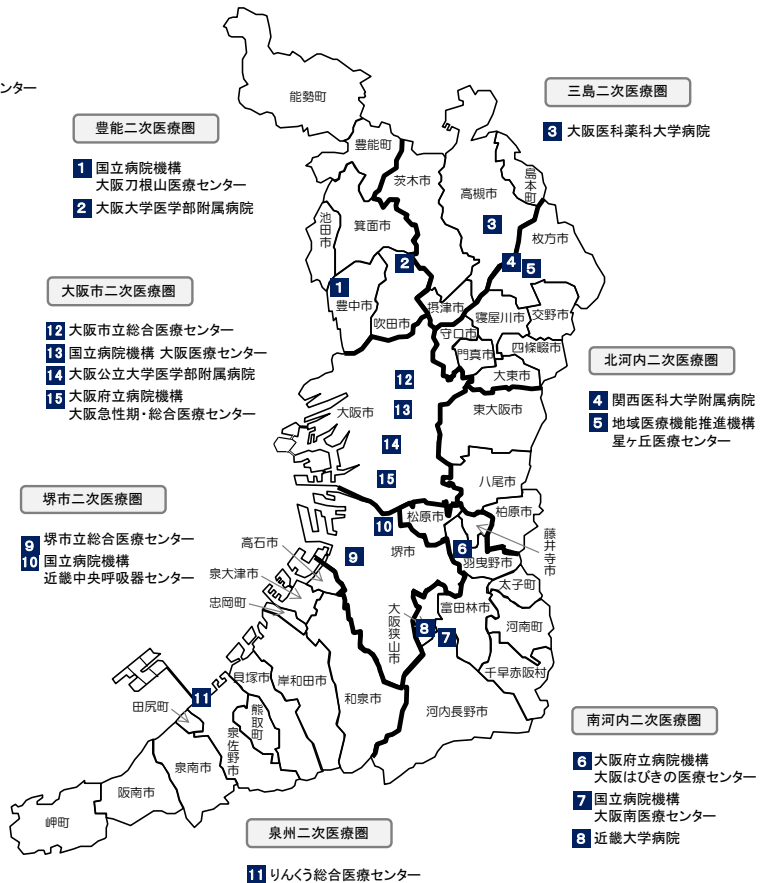 ンター
豊能二次医療圏
1 国立病院機構
大阪刀根山医療センター
2 大阪大学医学部附属病院
三島二次医療圏
3 大阪医科薬科大学病院
大阪市二次医療圏
12 大阪市立総合医療センター
13 国立病院機構 大阪医療センター
14 大阪公立大学医学部附属病院
15 大阪府立病院機構
大阪急性期・総合医療センター
北河内二次医療圏
4 関西医科大学附属病院
5 地域医療機能推進機構
星ヶ丘医療センター
堺市二次医療圏
9 堺市立総合医療センター
10 国立病院機構
近畿中央呼吸器センター
南河内二次医療圏
6 大阪府立病院機構
大阪はびきの医療センター
7 国立病院機構
大阪南医療センター
8 近畿大学病院
泉州二次医療圏
11 りんくう総合医療センター
能勢町
豊能町
茨木市
高槻市
島本町
池田市
箕面市
3
枚方市
2
4
5
1
豊中市
吹田市
摂津市
寝屋川市
交野市
守口市
門真市
四條畷市
大東市
12
大阪市
13
東大阪市
14
15
八尾市
柏原市
松原市
10
藤井寺市
高石市
9
堺市
6
羽曳野市
泉大津市
太子町
忠岡町
大阪狭山市
富田林市
8
7
河南町
千早赤阪村
貝塚市
岸和田市
和泉市
11
田尻町
熊取町
河内長野市
泉佐野市
泉南市
阪南市
岬町